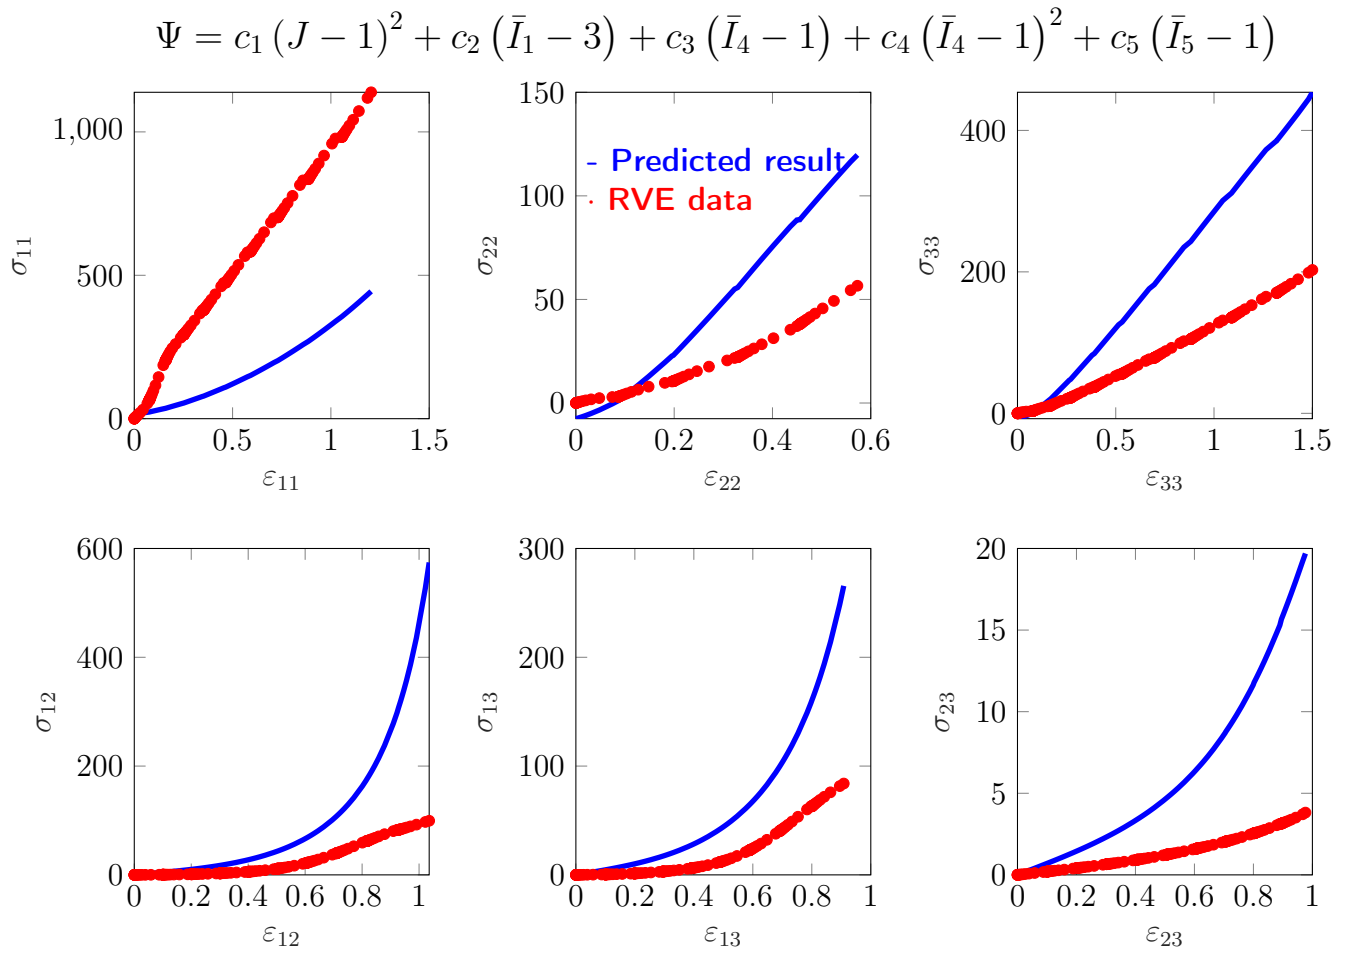 Ψ = c₁ (J − 1)² + c₂ (Ī₁ − 3) + c₃ (Ī₄ − 1) + c₄ (Ī₄ − 1)² + c₅ (Ī₅ − 1)
1,000
500
0
0 0.5 1 1.5
σ₁₁
ε₁₁
150
100
50
0
0 0.2 0.4 0.6
σ₂₂
ε₂₂
- Predicted result
· RVE data
400
200
0
0 0.5 1 1.5
σ₃₃
ε₃₃
600
400
200
0
0 0.2 0.4 0.6 0.8 1
σ₁₂
ε₁₂
300
200
100
0
0 0.2 0.4 0.6 0.8 1
σ₁₃
ε₁₃
20
15
10
5
0
0 0.2 0.4 0.6 0.8 1
σ₂₃
ε₂₃